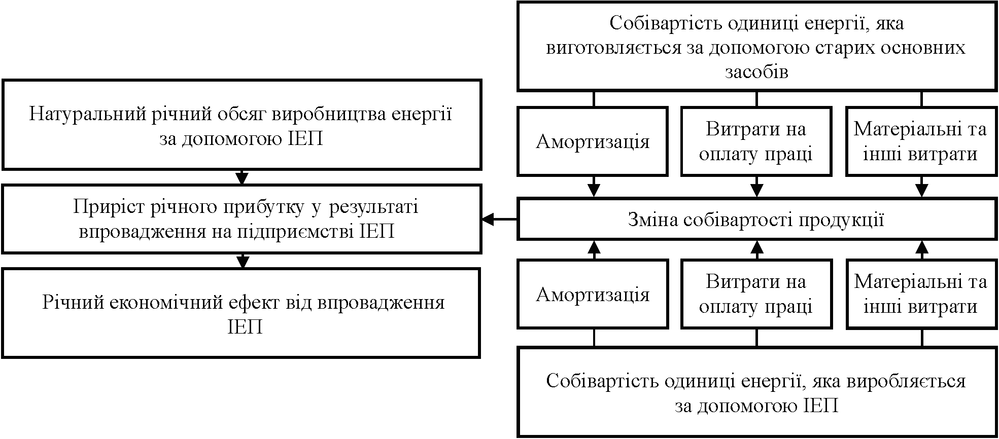 Собівартість одиниці енергії, яка
виготовляється за допомогою старих основних
засобів
Натуральний річний обсяг виробництва енергії
за допомогою ІЕП
Амортизація
Витрати на
оплату праці
Матеріальні та
інші витрати
Приріст річного прибутку у результаті
впровадження на підприємстві ІЕП
Зміна собівартості продукції
Річний економічний ефект від впровадження
ІЕП
Амортизація
Витрати на
оплату праці
Матеріальні та
інші витрати
Собівартість одиниці енергії, яка виробляється
за допомогою ІЕП